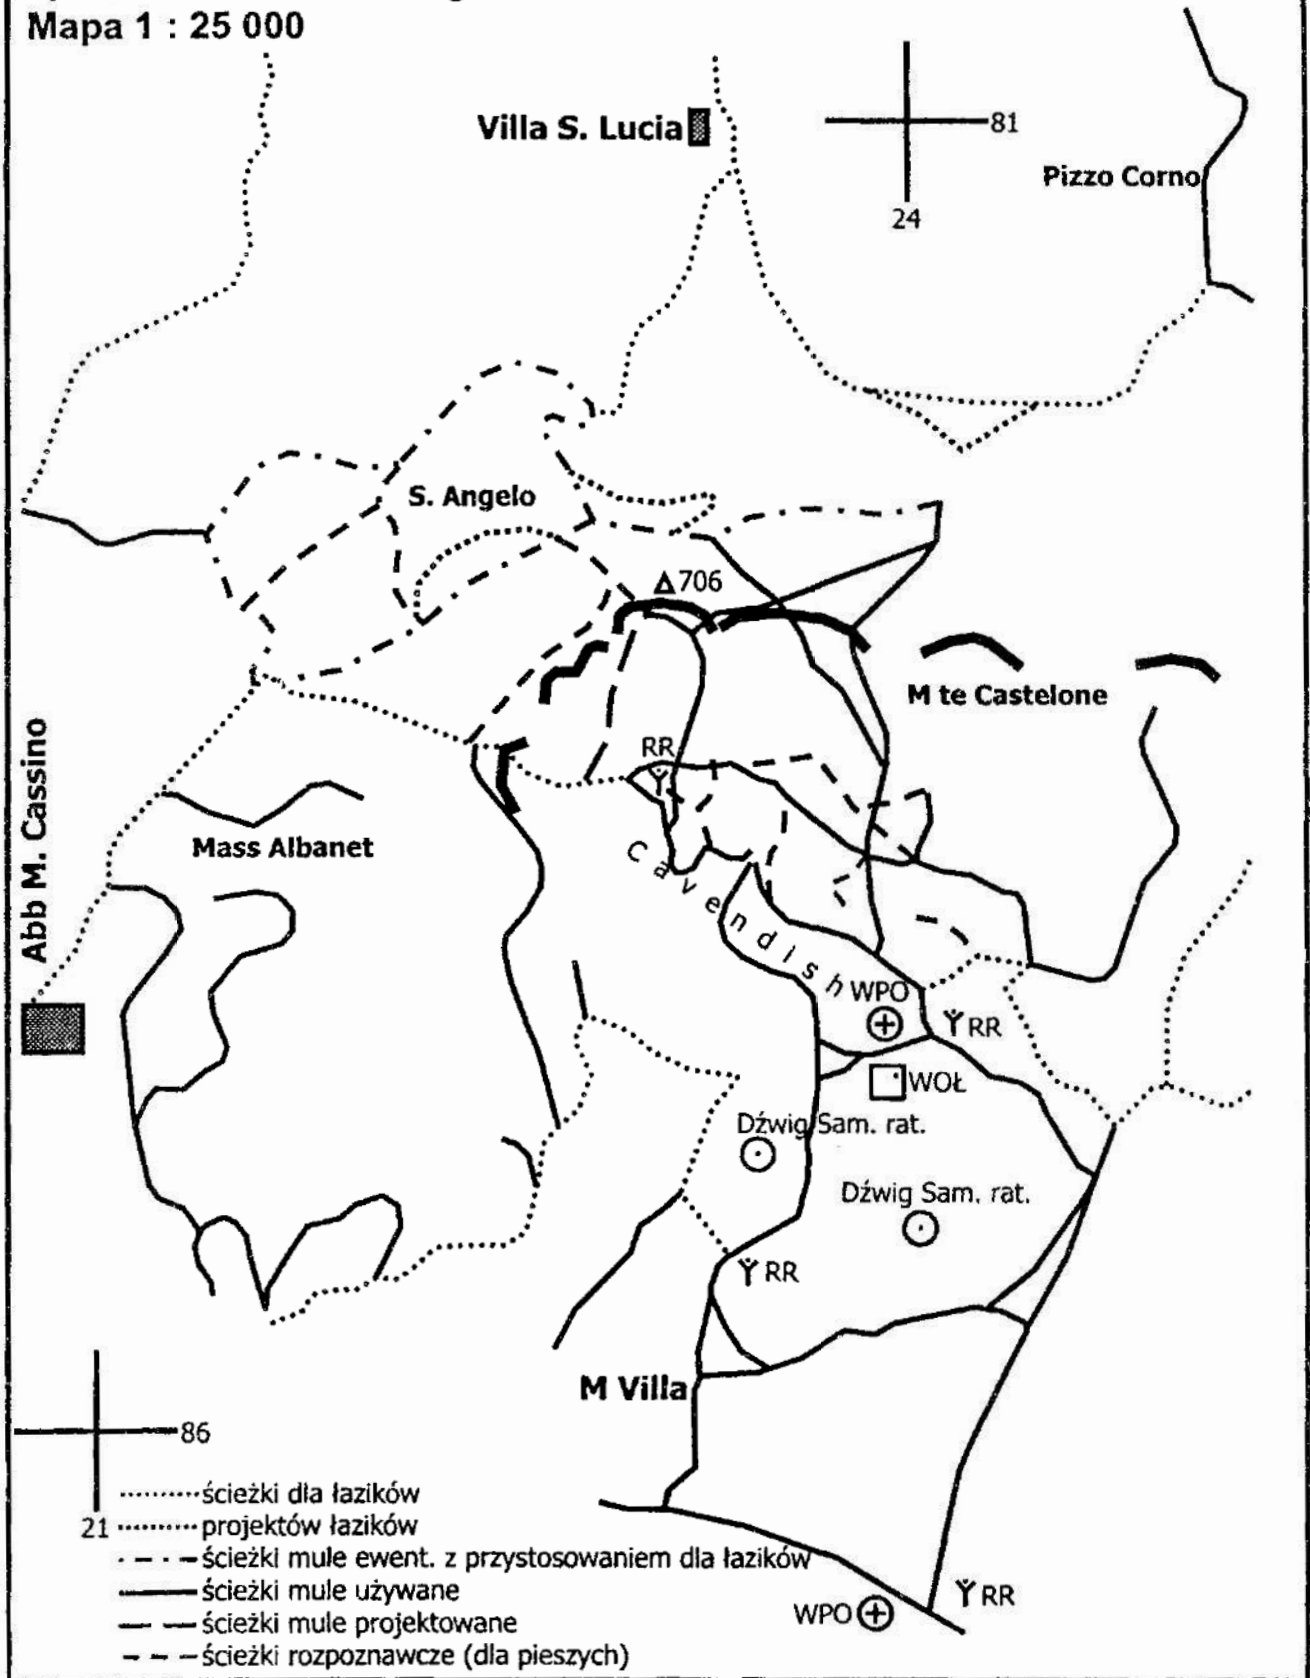 Mapa 1 : 25 000
Villa S. Lucia
81
24
Pizzo Corno
S. Angelo
706
M te Castelone
RR
Abb M. Cassino
Mass Albanet
Cavendish
WPO
RR
WOŁ
Dźwig Sam. rat.
Dźwig Sam. rat.
RR
M Villa
86
21
ścieżki dla łazików
projektów łazików
ścieżki mule ewent. z przystosowaniem dla łazików
ścieżki mule używane
ścieżki mule projektowane
ścieżki rozpoznawcze (dla pieszych)
WPO
RR